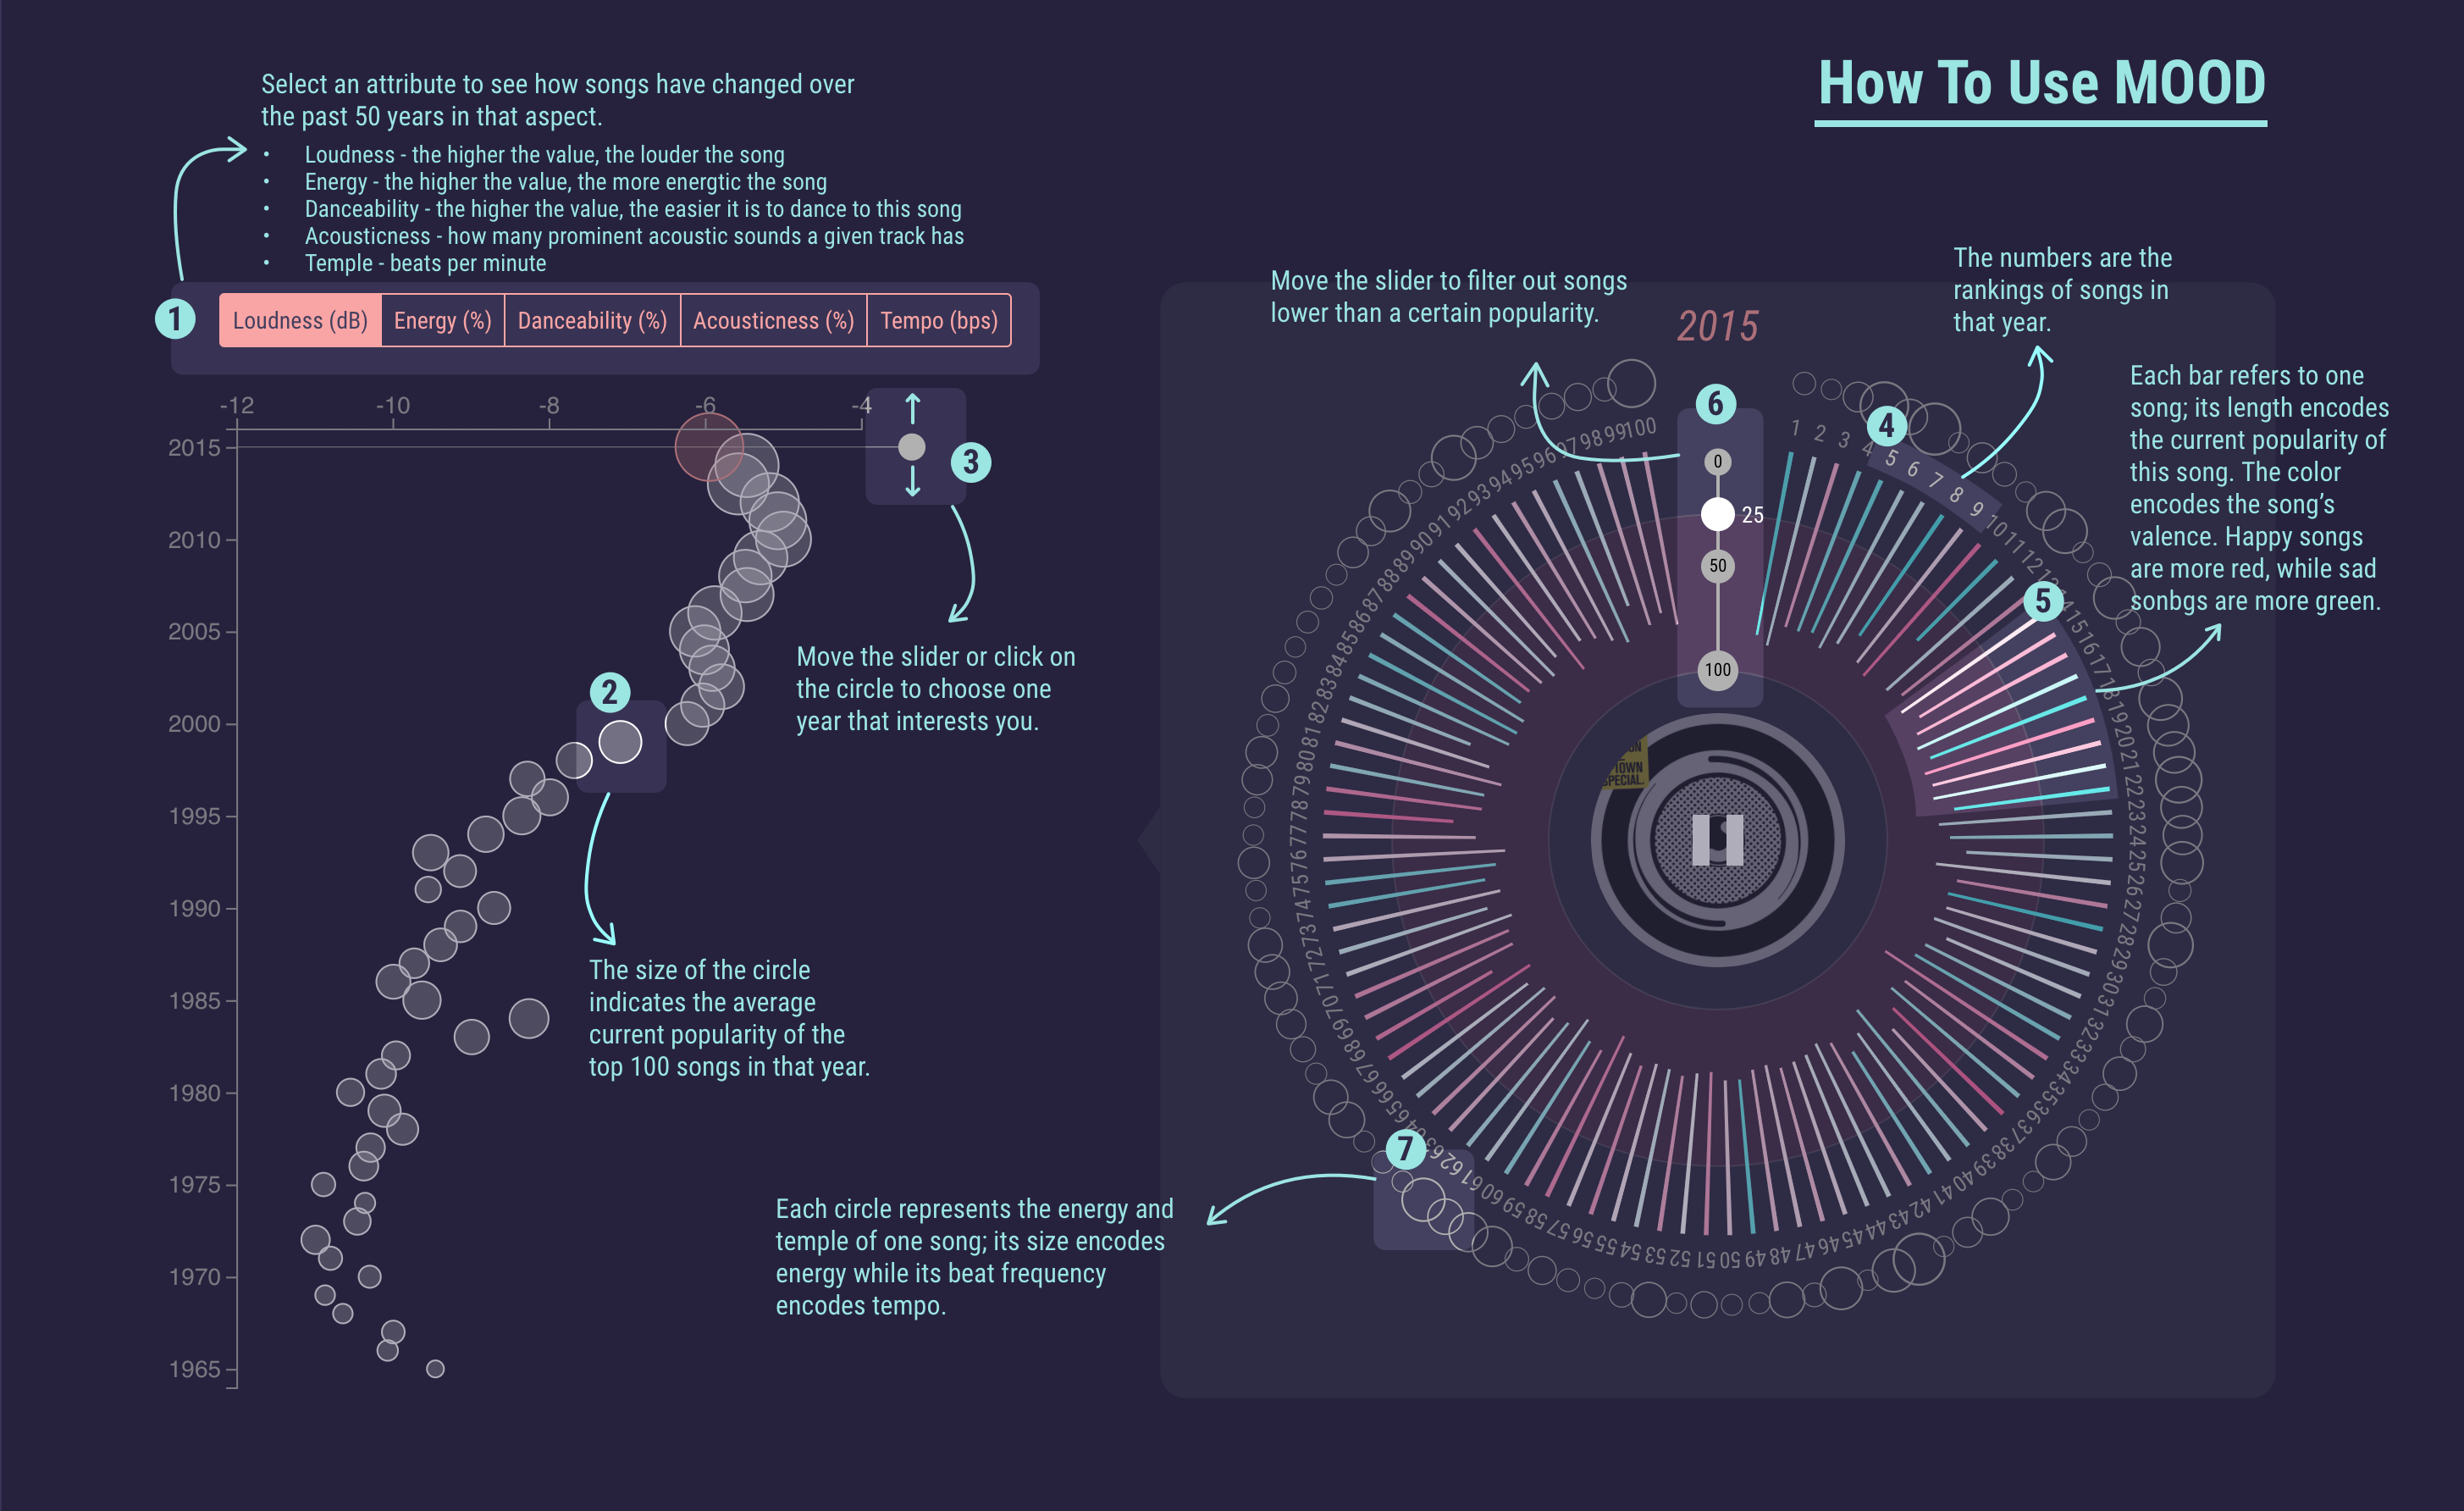 How To Use MOOD
Select an attribute to see how songs have changed over
the past 50 years in that aspect.
• Loudness - the higher the value, the louder the song
• Energy - the higher the value, the more energtic the song
• Danceability - the higher the value, the easier it is to dance to this song
• Acousticness - how many prominent acoustic sounds a given track has
• Temple - beats per minute
1
Loudness (dB) Energy (%) Danceability (%) Acousticness (%) Tempo (bps)
-12 -10 -8 -6 -4
2015
2010
2005
2000
1995
1990
1985
1980
1975
1970
1965
3
Move the slider or click on
the circle to choose one
year that interests you.
2
The size of the circle
indicates the average
current popularity of the
top 100 songs in that year.
Move the slider to filter out songs
lower than a certain popularity.
2015
6
0
25
50
100
The numbers are the
rankings of songs in
that year.
4
Each bar refers to one
song; its length encodes
the current popularity of
this song. The color
encodes the song's
valence. Happy songs
are more red, while sad
sonbgs are more green.
5
1 2 3 4 5 6 7 8 9 10 11 12 14 15 16 17 18 19 20 21 22 23 24 25 26 27 28 29 30 31 32 33 34 35 36 37 38 39 40 41 42 43 44 45 46 47 48 49 50 51 52 53 54 55 56 57 58 59 60 61 62 63 64 65 66 67 68 69 70 71 72 73 74 75 76 77 78 79 80 81 82 83 84 85 86 87 88 89 90 91 92 93 94 95 96 97 98 99 100
TOWN
SPECIAL
7
Each circle represents the energy and
temple of one song; its size encodes
energy while its beat frequency
encodes tempo.